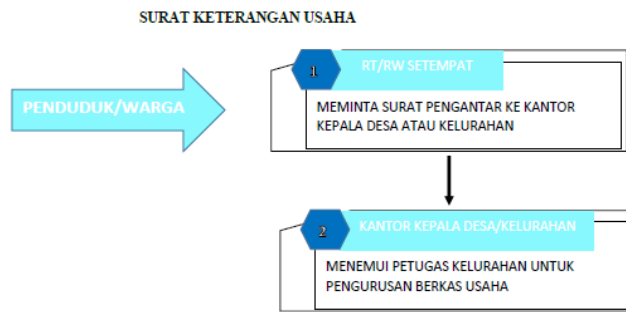 SURAT KETERANGAN USAHA
PENDUDUK/WARGA
1
RT/RW SETEMPAT
MEMINTA SURAT PENGANTAR KE KANTOR
KEPALA DESA ATAU KELURAHAN
2
KANTOR KEPALA DESA/KELURAHAN
MENEMUI PETUGAS KELURAHAN UNTUK
PENGURUSAN BERKAS USAHA